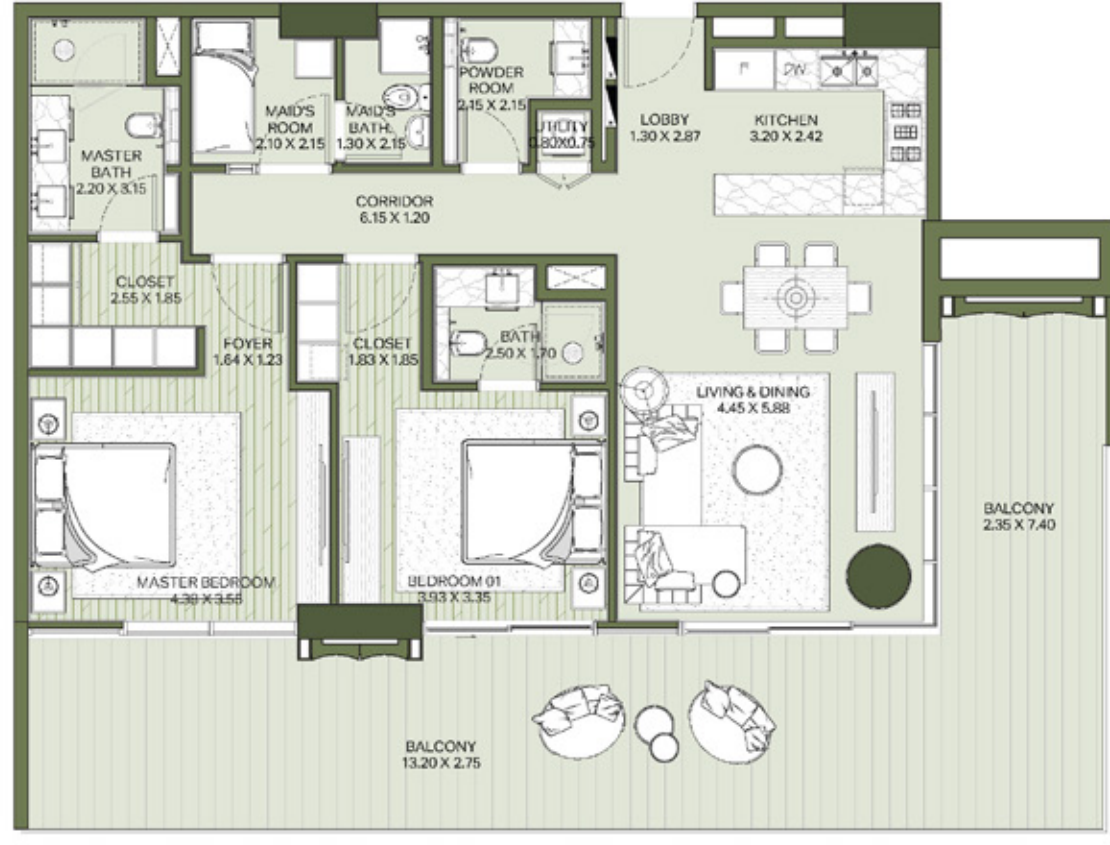 F
DW
MAID'S
ROOM
2.10 X 2.15
MAID'S
BATH.
1.30 X 2.15
POWDER
ROOM
2.15 X 2.15
UTILITY
0.80X0.75
LOBBY
1.30 X 2.87
KITCHEN
3.20 X 2.42
MASTER
BATH
2.20 X 3.15
CORRIDOR
6.15 X 1.20
CLOSET
2.55 X 1.85
FOYER
1.64 X 1.23
CLOSET
1.83 X 1.85
BATH
2.50 X 1.70
LIVING & DINING
4.45 X 5.88
BALCONY
2.35 X 7.40
MASTER BEDROOM
4.38 X 3.55
BEDROOM 01
3.93 X 3.35
BALCONY
13.20 X 2.75